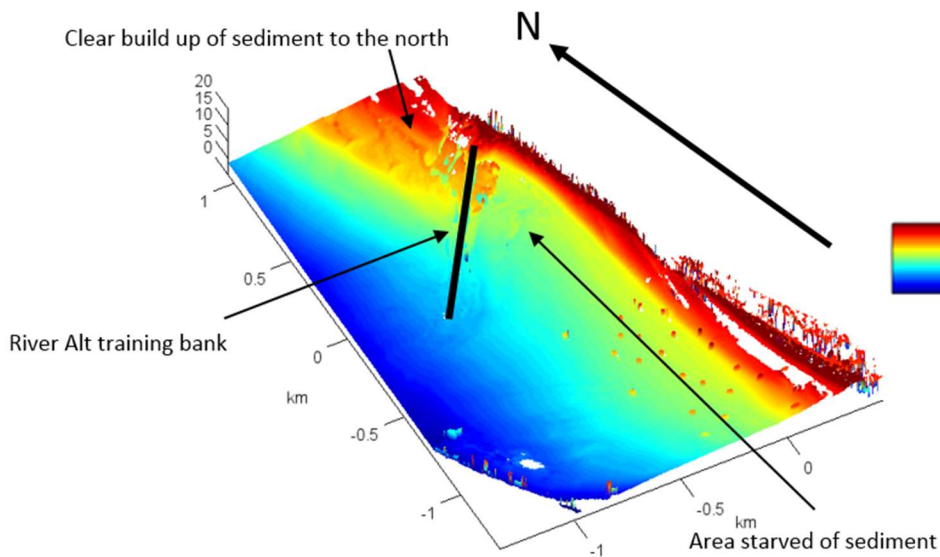 Clear build up of sediment to the north
N
20
15
10
5
0
1
0.5
0
km
-0.5
-1
River Alt training bank
0
-0.5
km
-1
Area starved of sediment